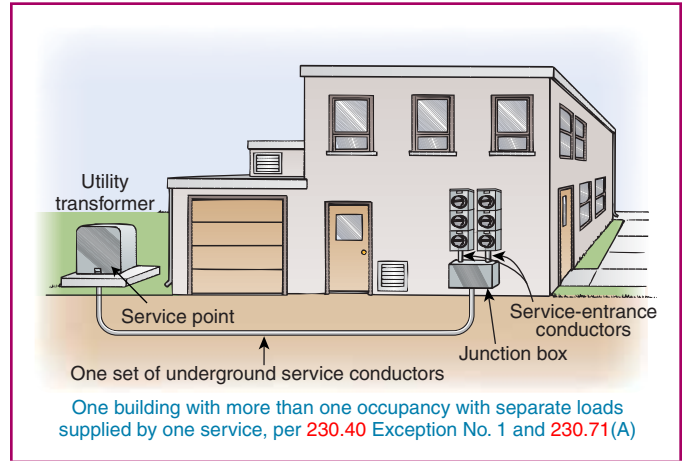 Utility
transformer
Service point
Service-entrance
conductors
Junction box
One set of underground service conductors
One building with more than one occupancy with separate loads
supplied by one service, per 230.40 Exception No. 1 and 230.71(A)